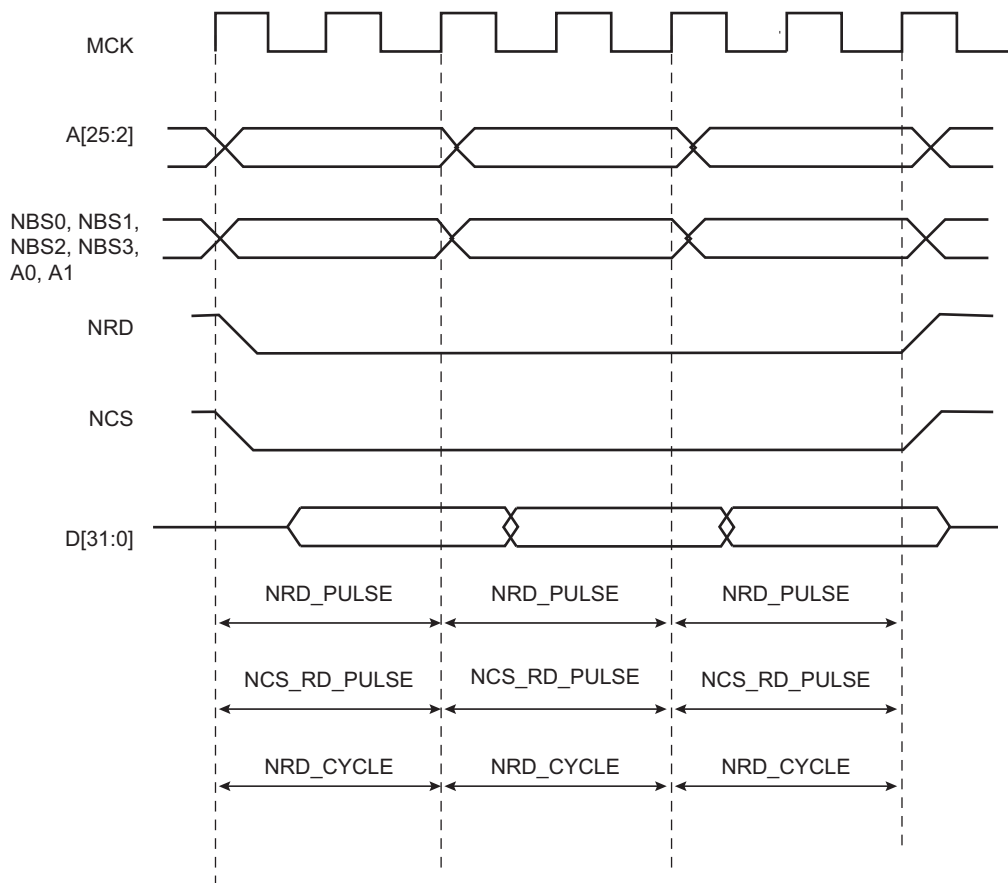 MCK
A[25:2]
NBS0, NBS1,
NBS2, NBS3,
A0, A1
NRD
NCS
D[31:0]
NRD_PULSE NRD_PULSE NRD_PULSE
NCS_RD_PULSE NCS_RD_PULSE NCS_RD_PULSE
NRD_CYCLE NRD_CYCLE NRD_CYCLE